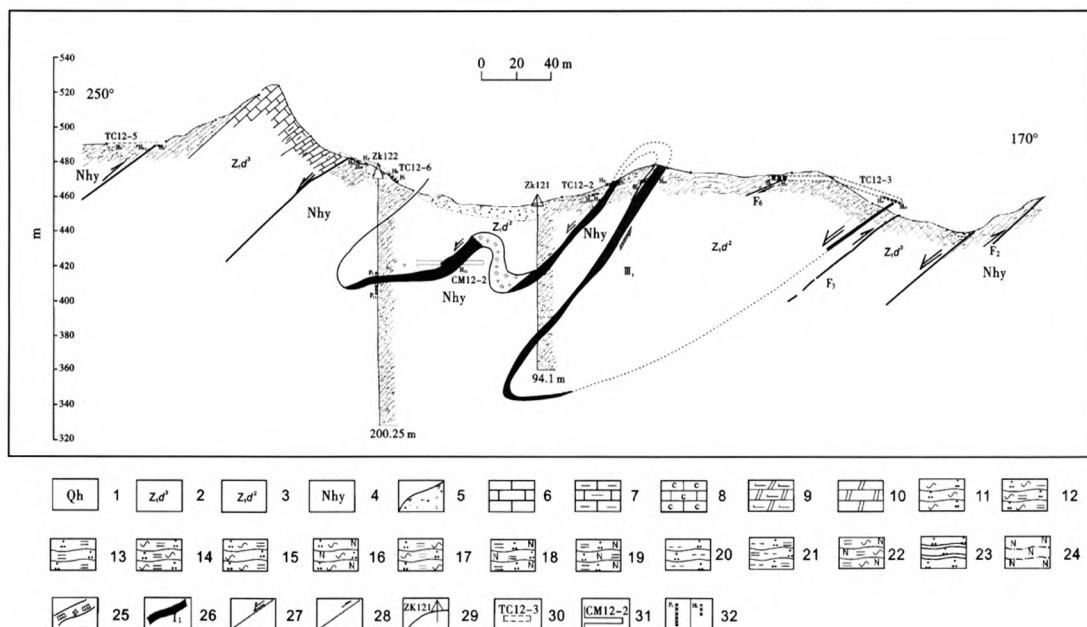 0 20 40 m
540
520
500
480
460
440
420
400
380
360
340
320
m
250°
170°
TC12-5
Nhy
Z₁d³
Zk122
TC12-6
Nhy
Z₁d³
CM12-2
Nhy
Zk121
TC12-2
Nhy
III₁
Z₁d²
F₆
TC12-3
Z₁d³
F₃
F₂
Nhy
94.1 m
200.25 m
Qh 1
Z₁d³ 2
Z₁d² 3
Nhy 4
5
6
7
C C C C 8
9
10
11
12
13
14
15
N N 16
17
N N 18
N N 19
20
21
N N 22
23
N N N 24
25
I₁ 26
27
28
ZK121 29
TC12-3 30
CM12-2 31
32